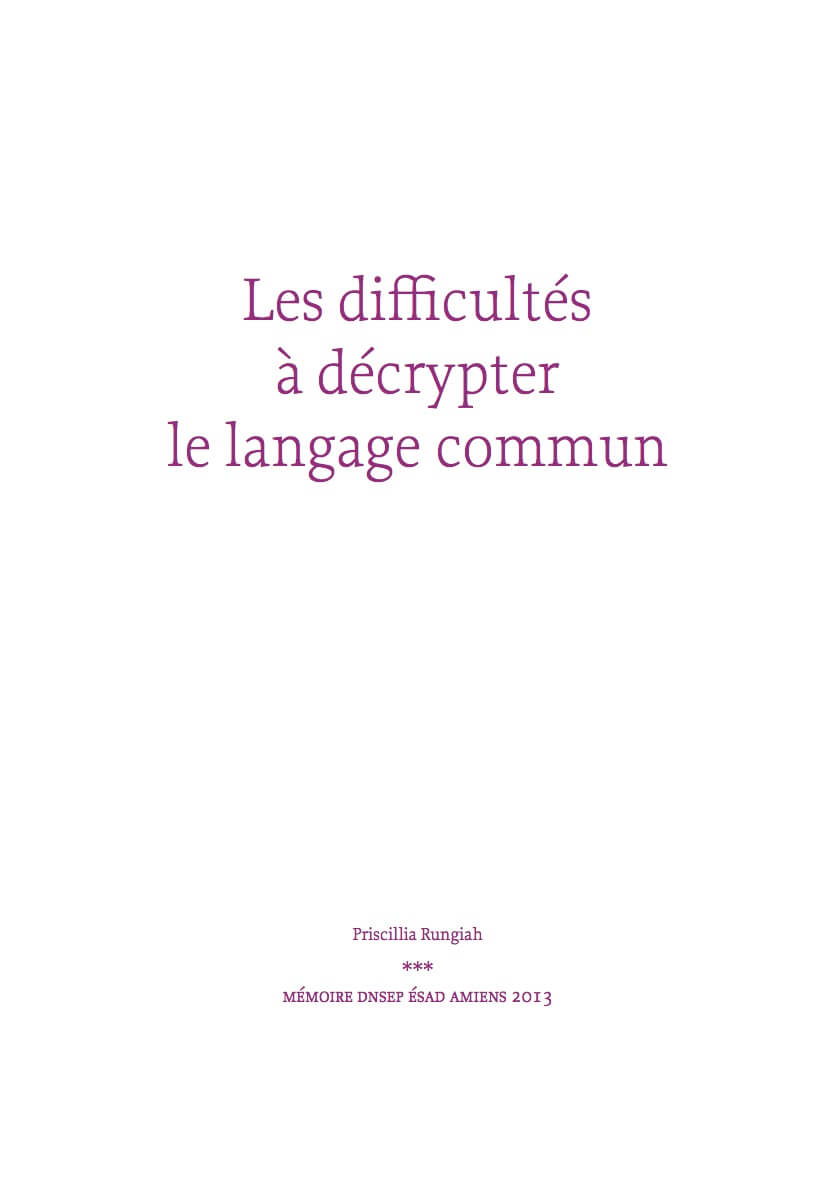 Les difficultés
à décrypter
le langage commun
Priscillia Rungiah
***
MÉMOIRE DNSEP ÉSAD AMIENS 2013